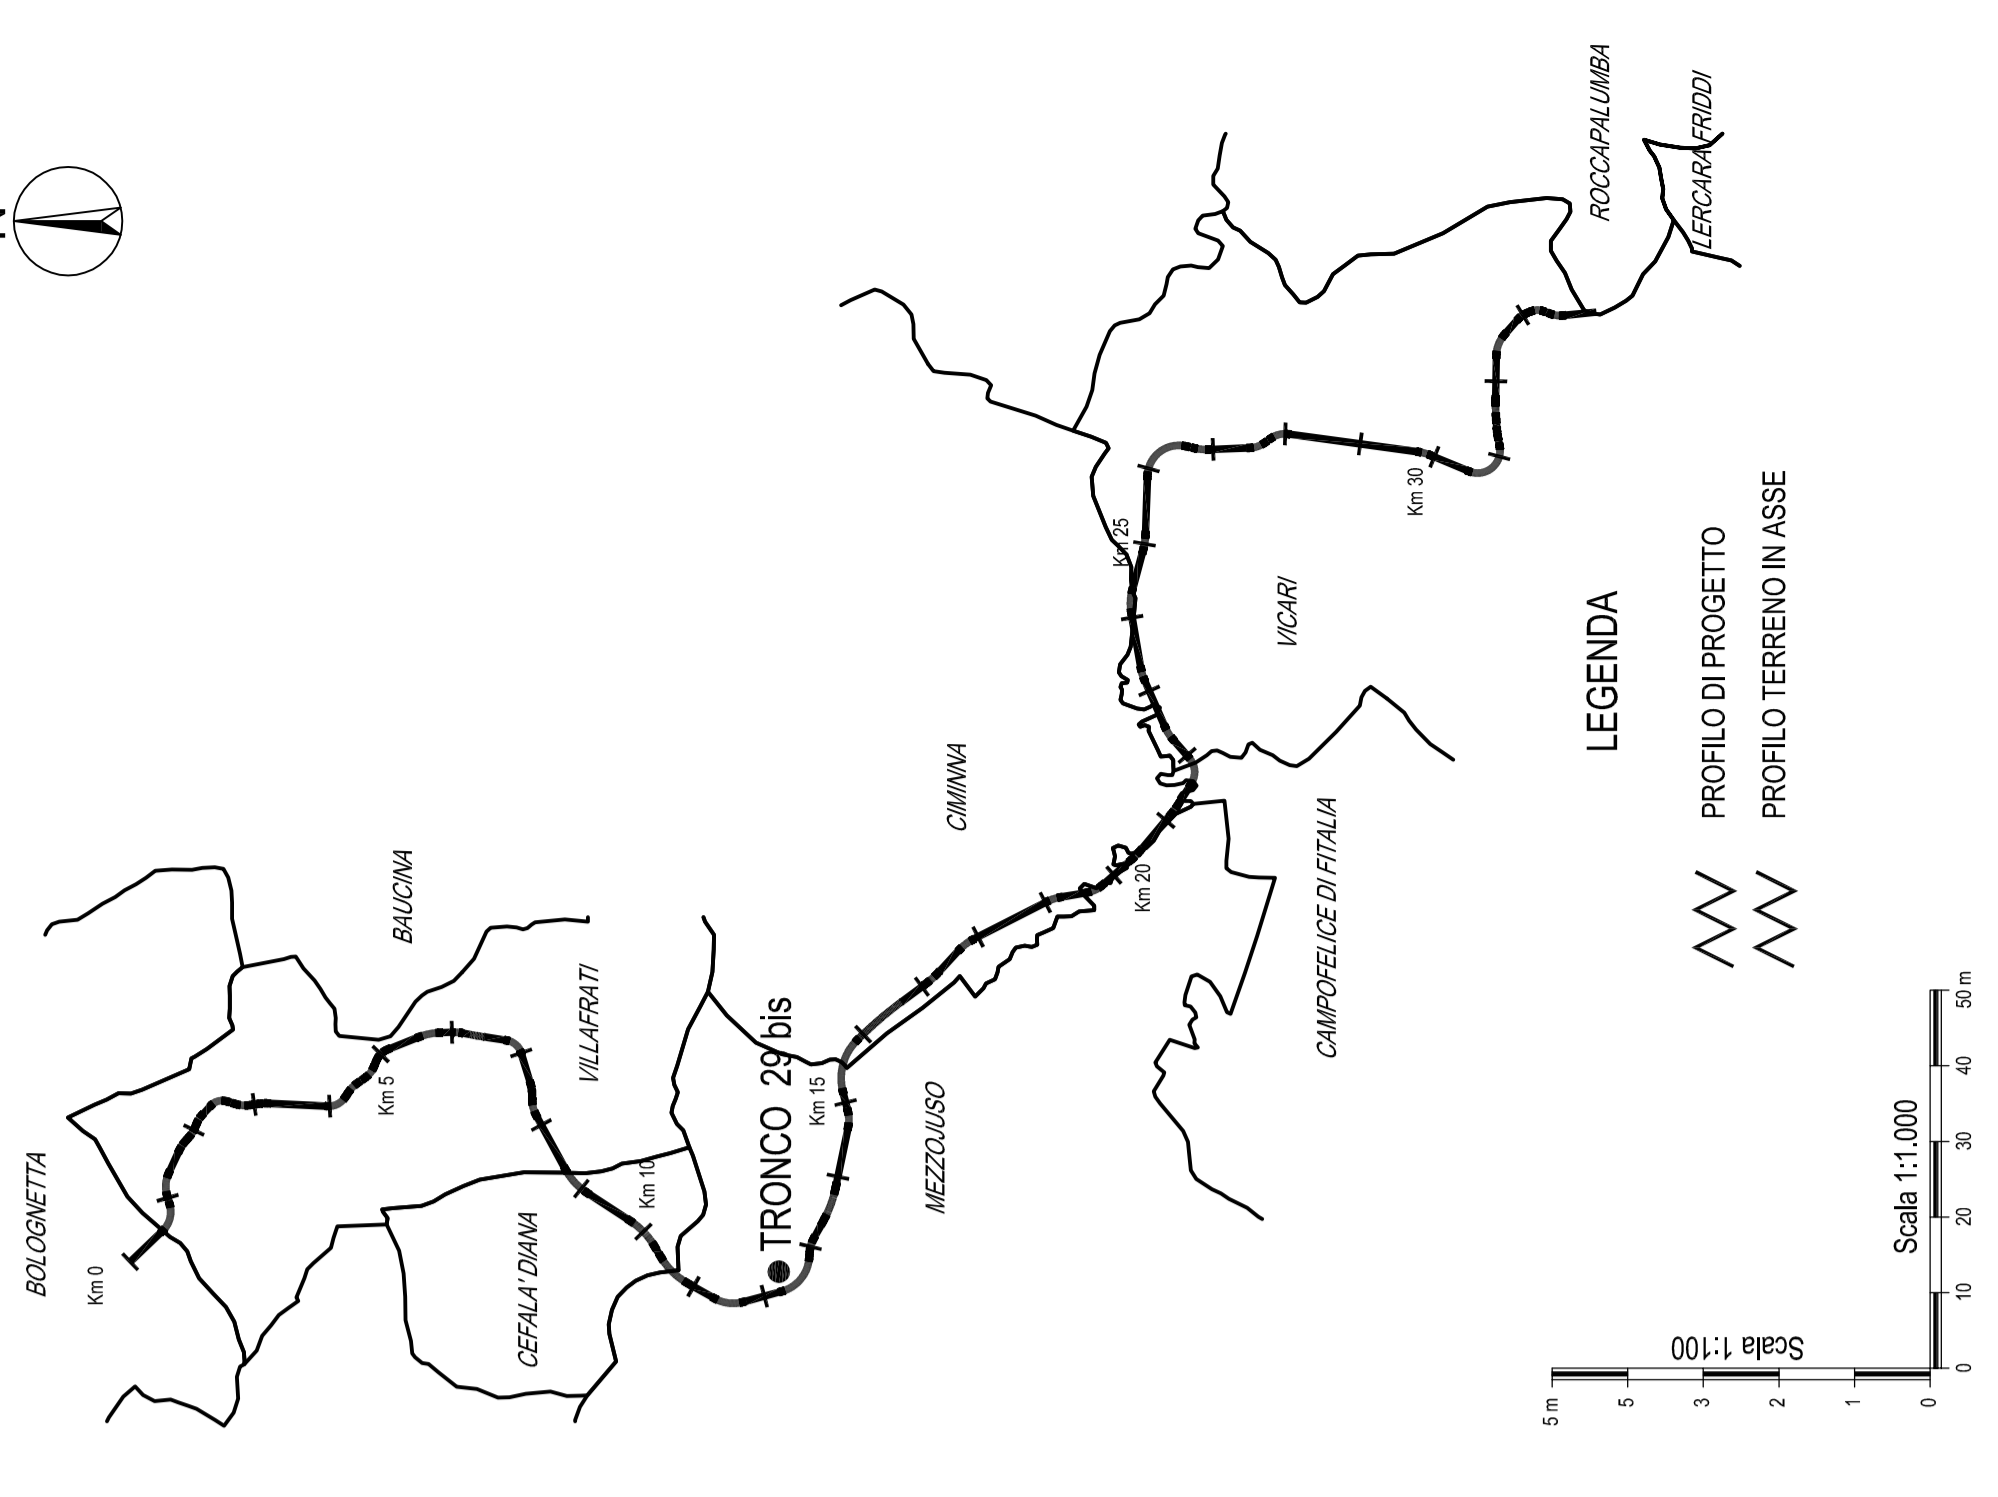 N
BOLOGNETTA
Km 0
BAUCINA
Km 5
CEFALA' DIANA
VILLAFRATI
Km 10
TRONCO 29 bis
Km 15
MEZZOJUSO
CIMINNA
Km 20
CAMPOFELICE DI FITALIA
Km 25
VICARI
Km 30
ROCCAPALUMBA
LERCARA FRIDDI
LEGENDA
PROFILO DI PROGETTO
PROFILO TERRENO IN ASSE
Scala 1:100
5 m
5
3
2
1
0
Scala 1:1.000
0 10 20 30 40 50 m